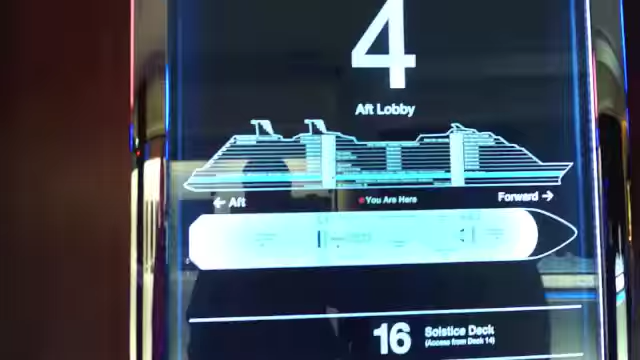 4
Aft Lobby
← Aft
You Are Here
Forward →
16 Solstice Deck
(Access from Deck 14)